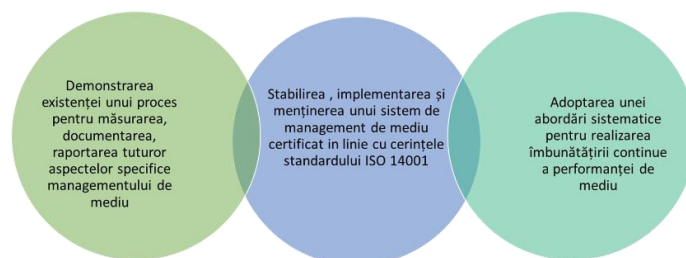 Demonstrarea
existenței unui proces
pentru măsurarea,
documentarea,
raportarea tuturor
aspectelor specifice
managementului de
mediu
Stabilirea , implementarea și
menținerea unui sistem de
management de mediu
certificat in linie cu cerințele
standardului ISO 14001
Adoptarea unei
abordări sistematice
pentru realizarea
îmbunătățirii continue
a performanței de
mediu